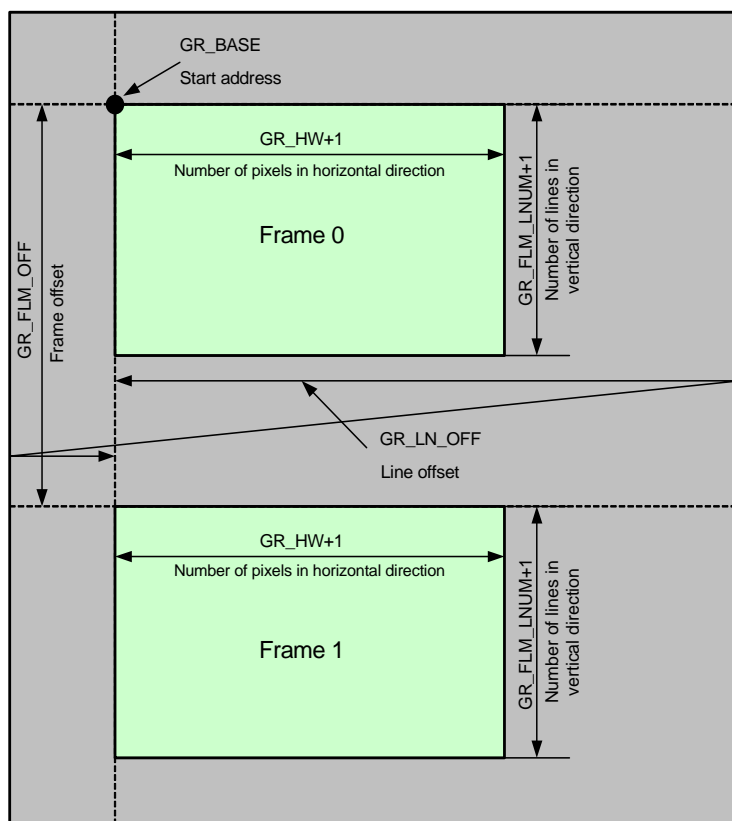 GR_BASE
Start address
GR_HW+1
Number of pixels in horizontal direction
Frame 0
GR_FLM_LNUM+1
Number of lines in
vertical direction
GR_FLM_OFF
Frame offset
GR_LN_OFF
Line offset
GR_HW+1
Number of pixels in horizontal direction
Frame 1
GR_FLM_LNUM+1
Number of lines in
vertical direction